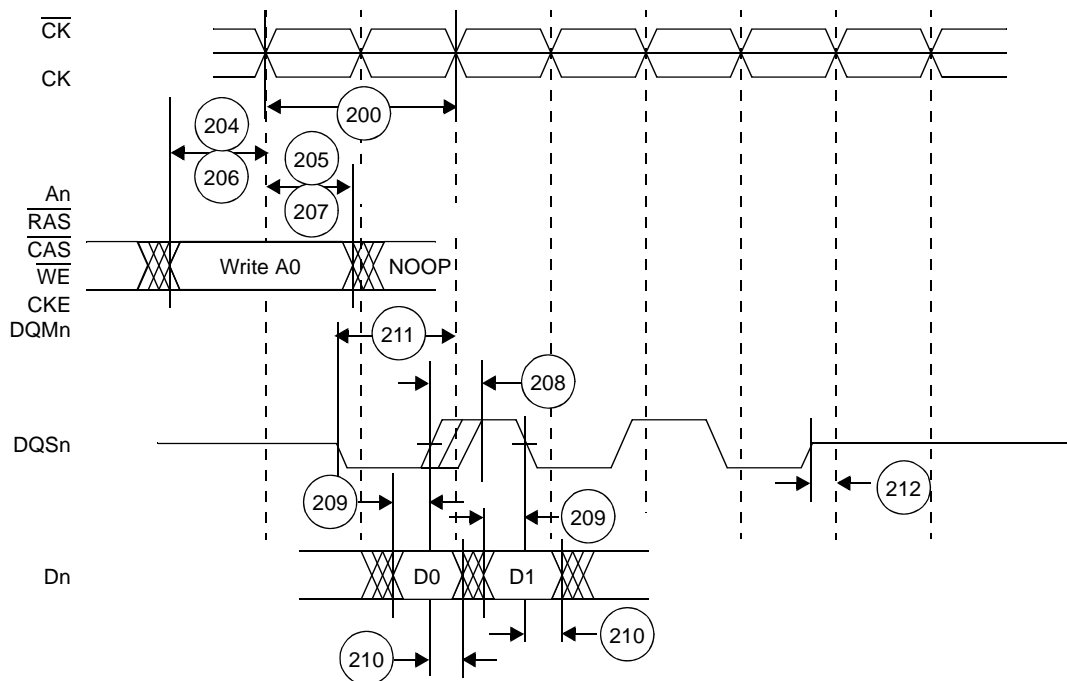 CK
CK
200
204
206
205
207
An
RAS
CAS
WE
CKE
DQMn
Write A0
NOOP
211
208
DQSn
212
209
209
Dn
D0
D1
210
210